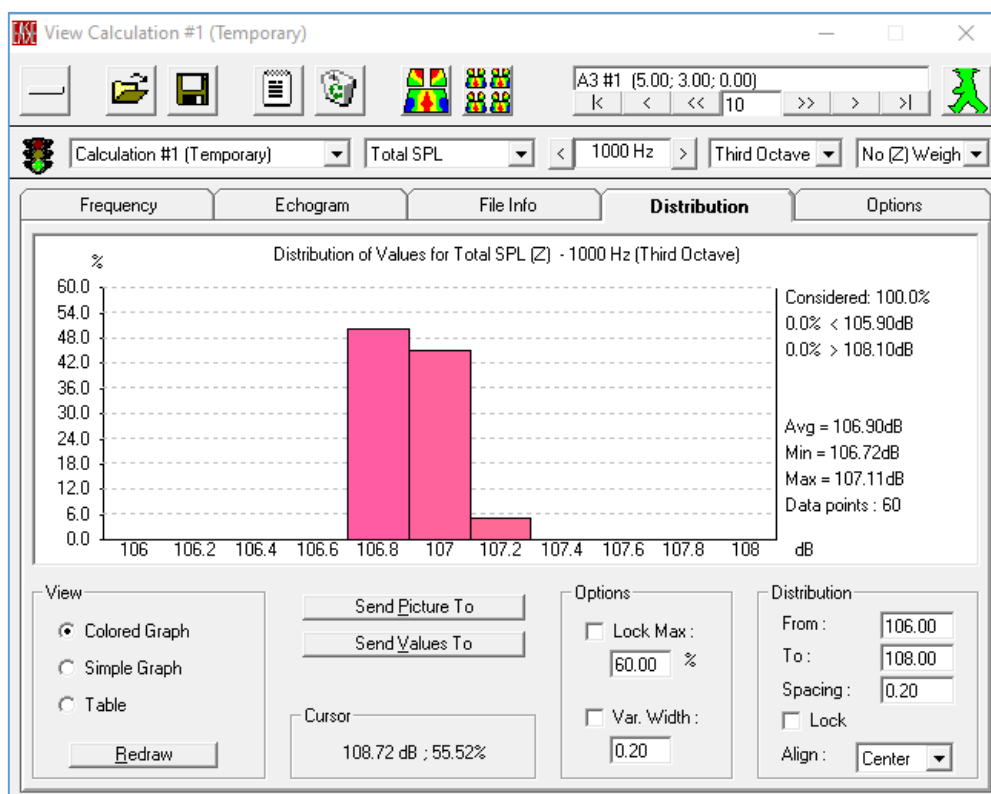 EASE View Calculation #1 (Temporary)
A3 #1 (5.00; 3.00; 0.00)
|< < << 10 >> > >|
Calculation #1 (Temporary) Total SPL < 1000 Hz > Third Octave No (Z) Weigh
Frequency Echogram File Info Distribution Options
Distribution of Values for Total SPL (Z) - 1000 Hz (Third Octave)
%
60.0
54.0
48.0
42.0
36.0
30.0
24.0
18.0
12.0
6.0
0.0
106 106.2 106.4 106.6 106.8 107 107.2 107.4 107.6 107.8 108 dB
Considered: 100.0%
0.0% < 105.90dB
0.0% > 108.10dB
Avg = 106.90dB
Min = 106.72dB
Max = 107.11dB
Data points : 60
View
Colored Graph
Simple Graph
Table
Redraw
Send Picture To
Send Values To
Cursor
108.72 dB ; 55.52%
Options
Lock Max :
60.00 %
Var. Width :
0.20
Distribution
From : 106.00
To : 108.00
Spacing : 0.20
Lock
Align : Center